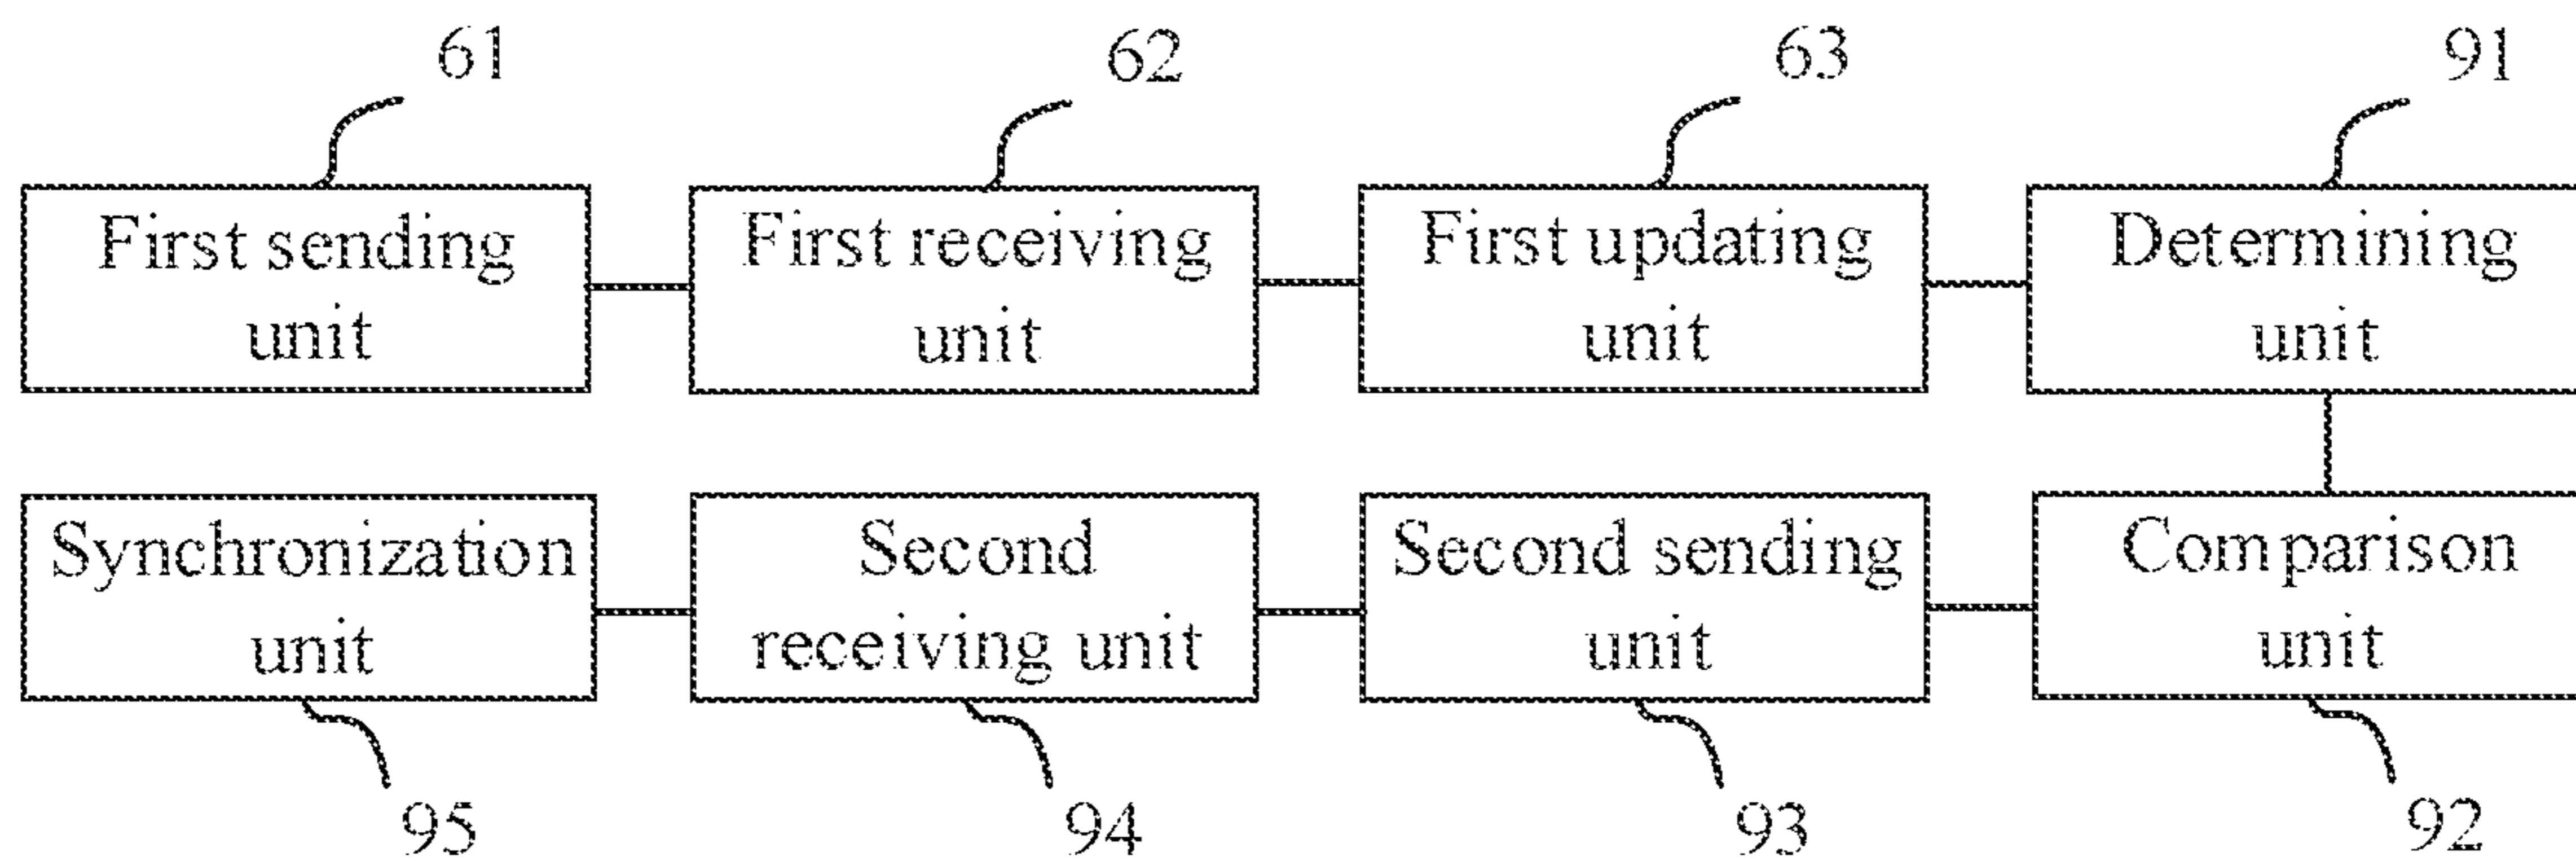 61 62 63 91
First sending First receiving First updating Determining
unit unit unit unit
Synchronization Second Second sending Comparison
unit receiving unit unit unit
95 94 93 92